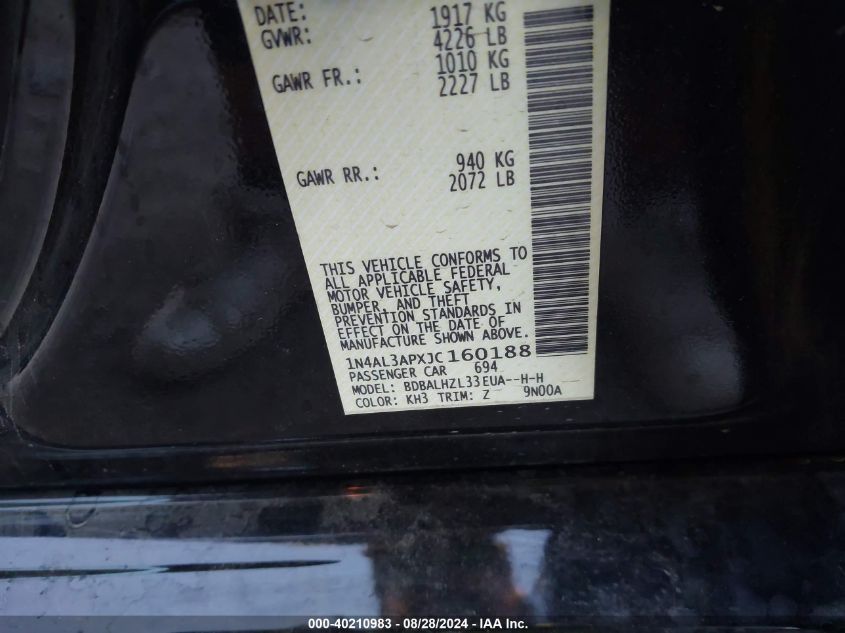 DATE: 1917 KG
GVWR: 4226 LB
1010 KG
GAWR FR.: 2227 LB
940 KG
GAWR RR.: 2072 LB
THIS VEHICLE CONFORMS TO
ALL APPLICABLE FEDERAL
MOTOR VEHICLE SAFETY,
BUMPER, AND THEFT
PREVENTION STANDARDS IN
EFFECT ON THE DATE OF
MANUFACTURE SHOWN ABOVE.
1N4AL3APXJC160188
PASSENGER CAR 694
MODEL: BDBALHZL33EUA--H-H
COLOR: KH3 TRIM: Z 9N00A
000-40210983 / 08/28/2024 - IAA Inc.